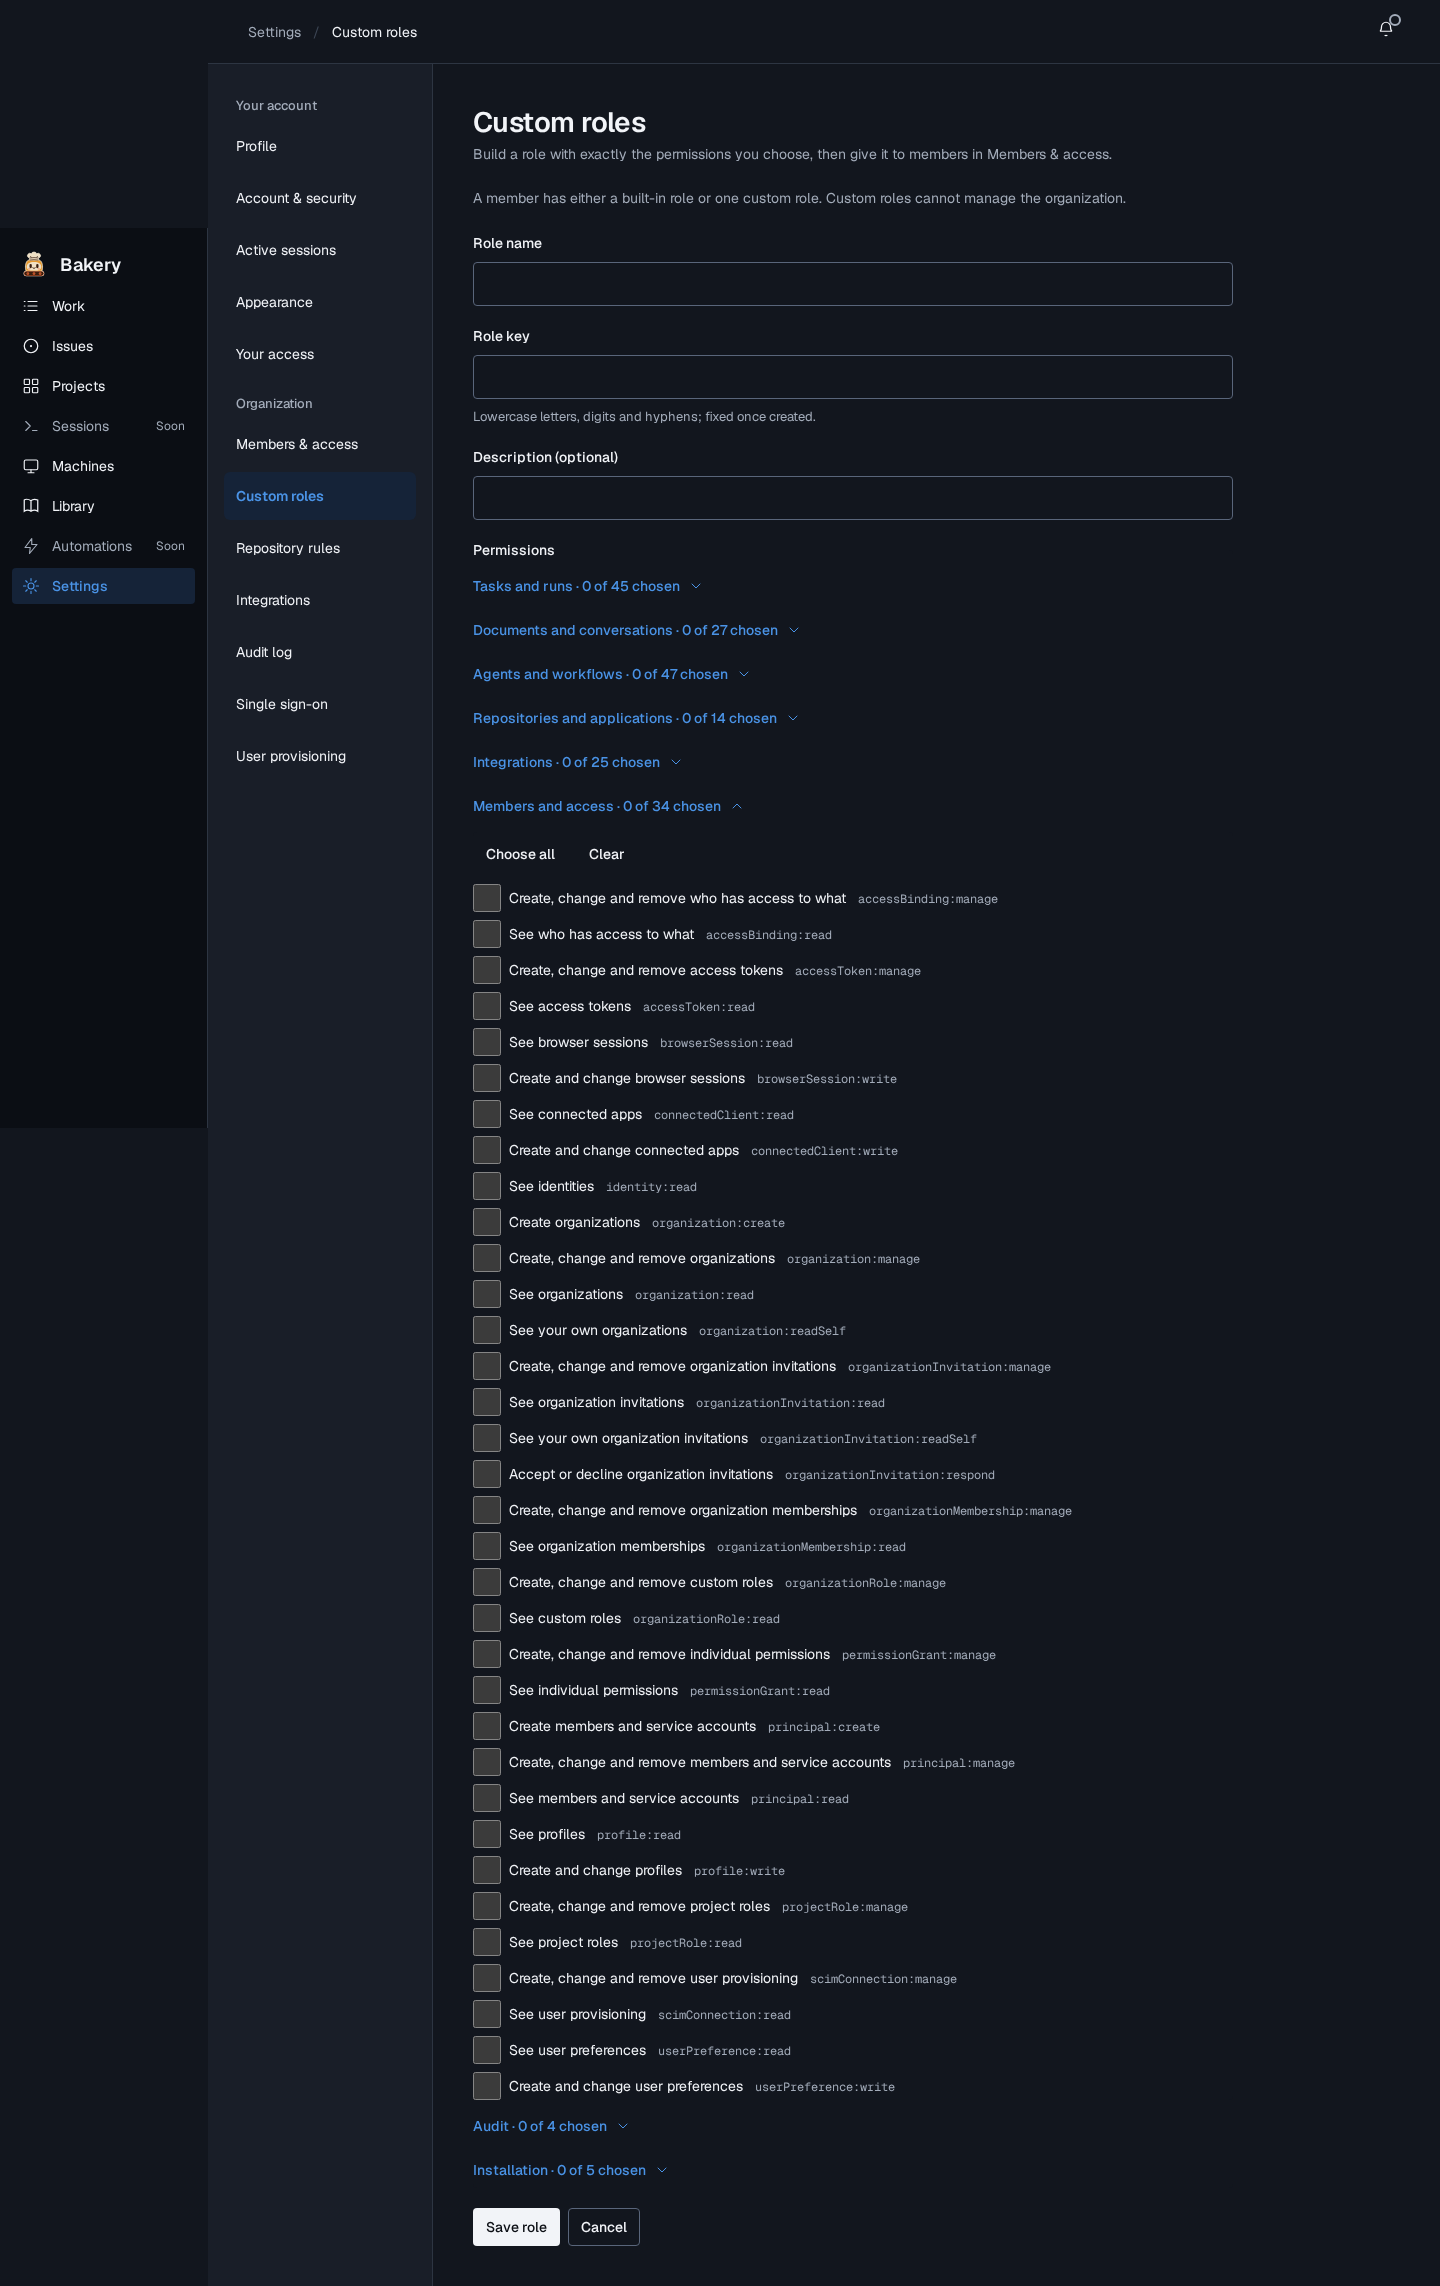 Settings / Custom roles
Bakery
Work
Issues
Projects
Sessions Soon
Machines
Library
Automations Soon
Settings
Your account
Profile
Account & security
Active sessions
Appearance
Your access
Organization
Members & access
Custom roles
Repository rules
Integrations
Audit log
Single sign-on
User provisioning
Custom roles
Build a role with exactly the permissions you choose, then give it to members in Members & access.
A member has either a built-in role or one custom role. Custom roles cannot manage the organization.
Role name
Role key
Lowercase letters, digits and hyphens; fixed once created.
Description (optional)
Permissions
Tasks and runs · 0 of 45 chosen
Documents and conversations · 0 of 27 chosen
Agents and workflows · 0 of 47 chosen
Repositories and applications · 0 of 14 chosen
Integrations · 0 of 25 chosen
Members and access · 0 of 34 chosen
Choose all Clear
Create, change and remove who has access to what accessBinding:manage
See who has access to what accessBinding:read
Create, change and remove access tokens accessToken:manage
See access tokens accessToken:read
See browser sessions browserSession:read
Create and change browser sessions browserSession:write
See connected apps connectedClient:read
Create and change connected apps connectedClient:write
See identities identity:read
Create organizations organization:create
Create, change and remove organizations organization:manage
See organizations organization:read
See your own organizations organization:readSelf
Create, change and remove organization invitations organizationInvitation:manage
See organization invitations organizationInvitation:read
See your own organization invitations organizationInvitation:readSelf
Accept or decline organization invitations organizationInvitation:respond
Create, change and remove organization memberships organizationMembership:manage
See organization memberships organizationMembership:read
Create, change and remove custom roles organizationRole:manage
See custom roles organizationRole:read
Create, change and remove individual permissions permissionGrant:manage
See individual permissions permissionGrant:read
Create members and service accounts principal:create
Create, change and remove members and service accounts principal:manage
See members and service accounts principal:read
See profiles profile:read
Create and change profiles profile:write
Create, change and remove project roles projectRole:manage
See project roles projectRole:read
Create, change and remove user provisioning scimConnection:manage
See user provisioning scimConnection:read
See user preferences userPreference:read
Create and change user preferences userPreference:write
Audit · 0 of 4 chosen
Installation · 0 of 5 chosen
Save role Cancel